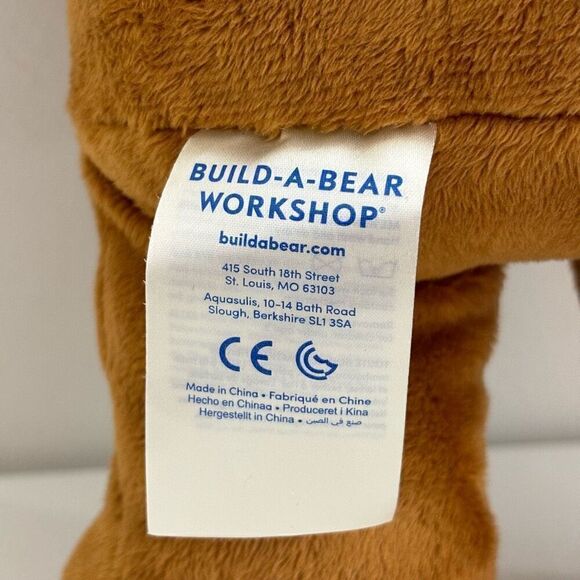 BUILD-A-BEAR
WORKSHOP®
buildabear.com
415 South 18th Street
St. Louis, MO 63103
Aquasulis, 10-14 Bath Road
Slough, Berkshire SL1 3SA
CE
Made in China • Fabriqué en Chine
Hecho en Chinaa • Produceret i Kina
Hergestellt in China • صنع في الصين